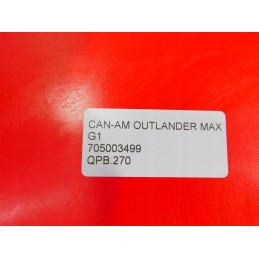 CAN-AM OUTLANDER MAX
G1
705003499
QPB.270